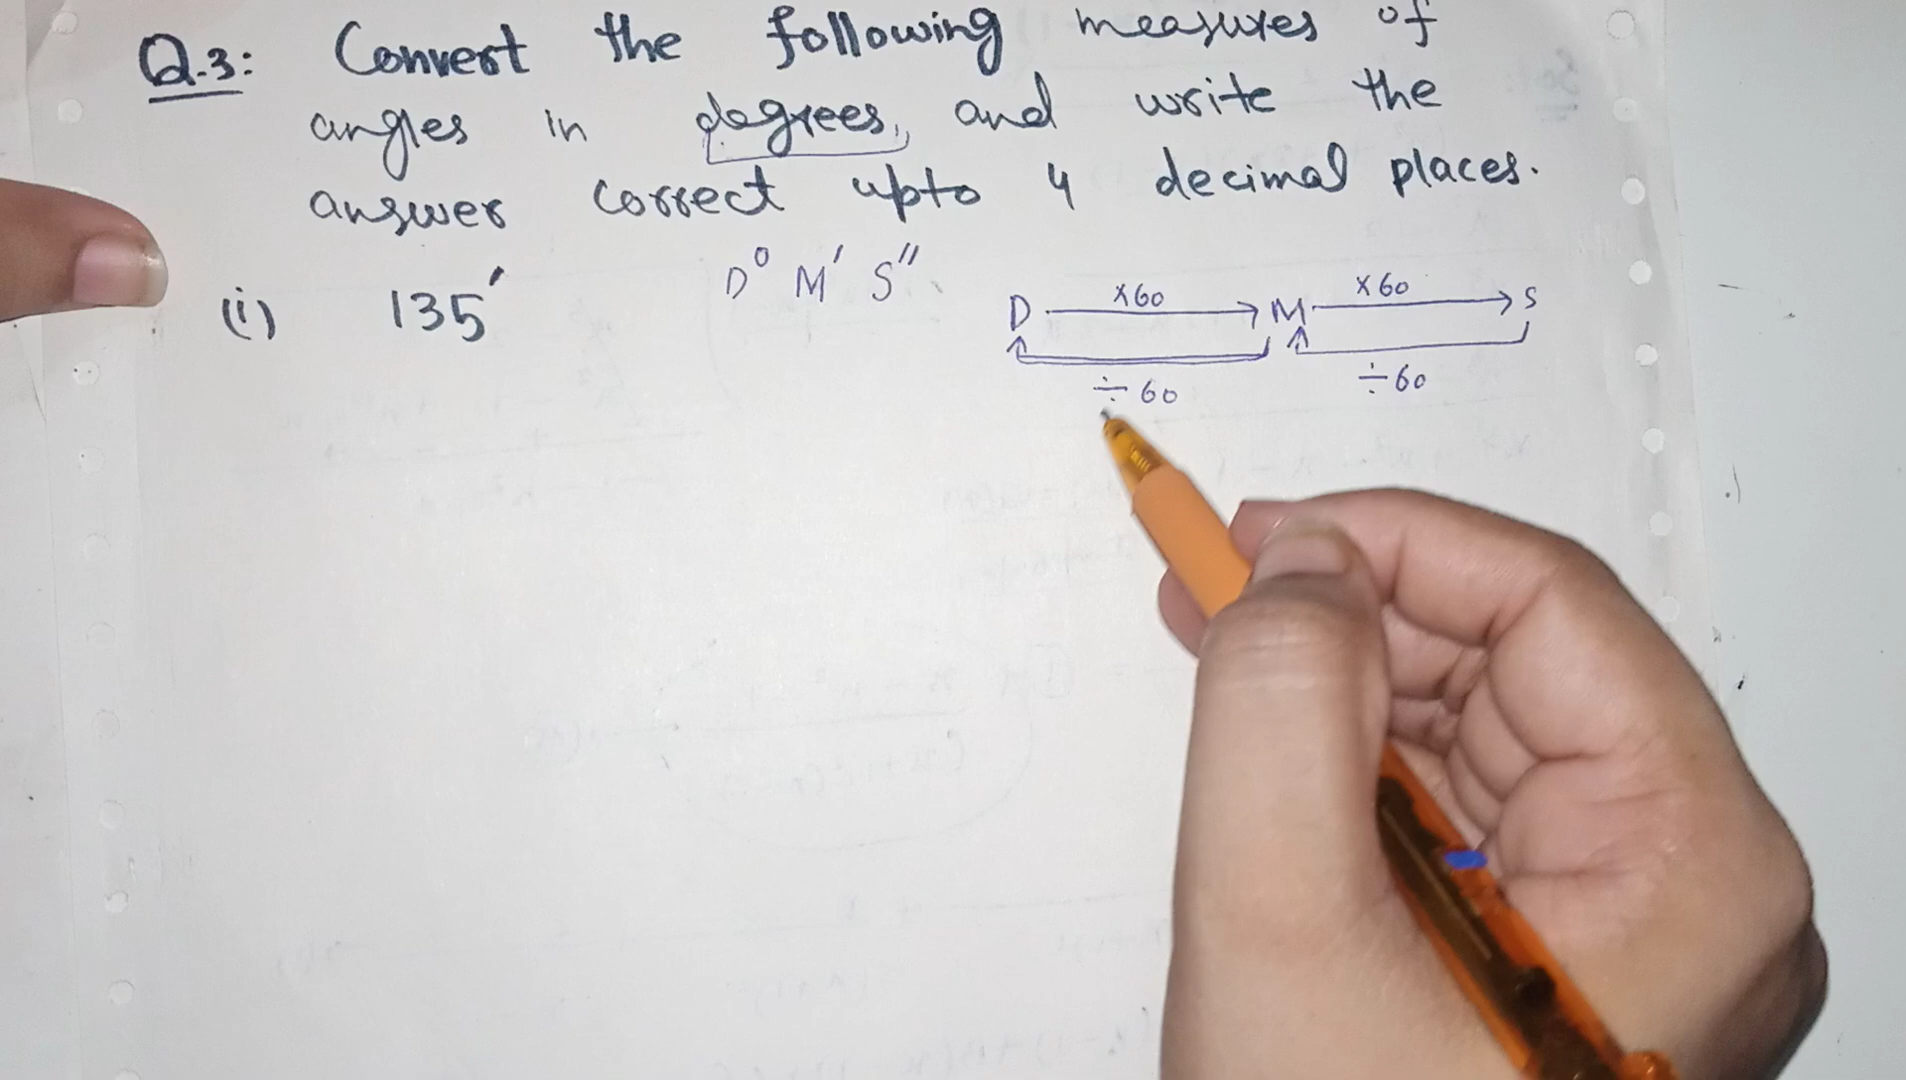 Q.3: Convert the following measures of
angles in degrees, and write the
answer correct upto 4 decimal places.
D° M' S"
(i) 135'
D ×60 M ×60 S
÷60 ÷60